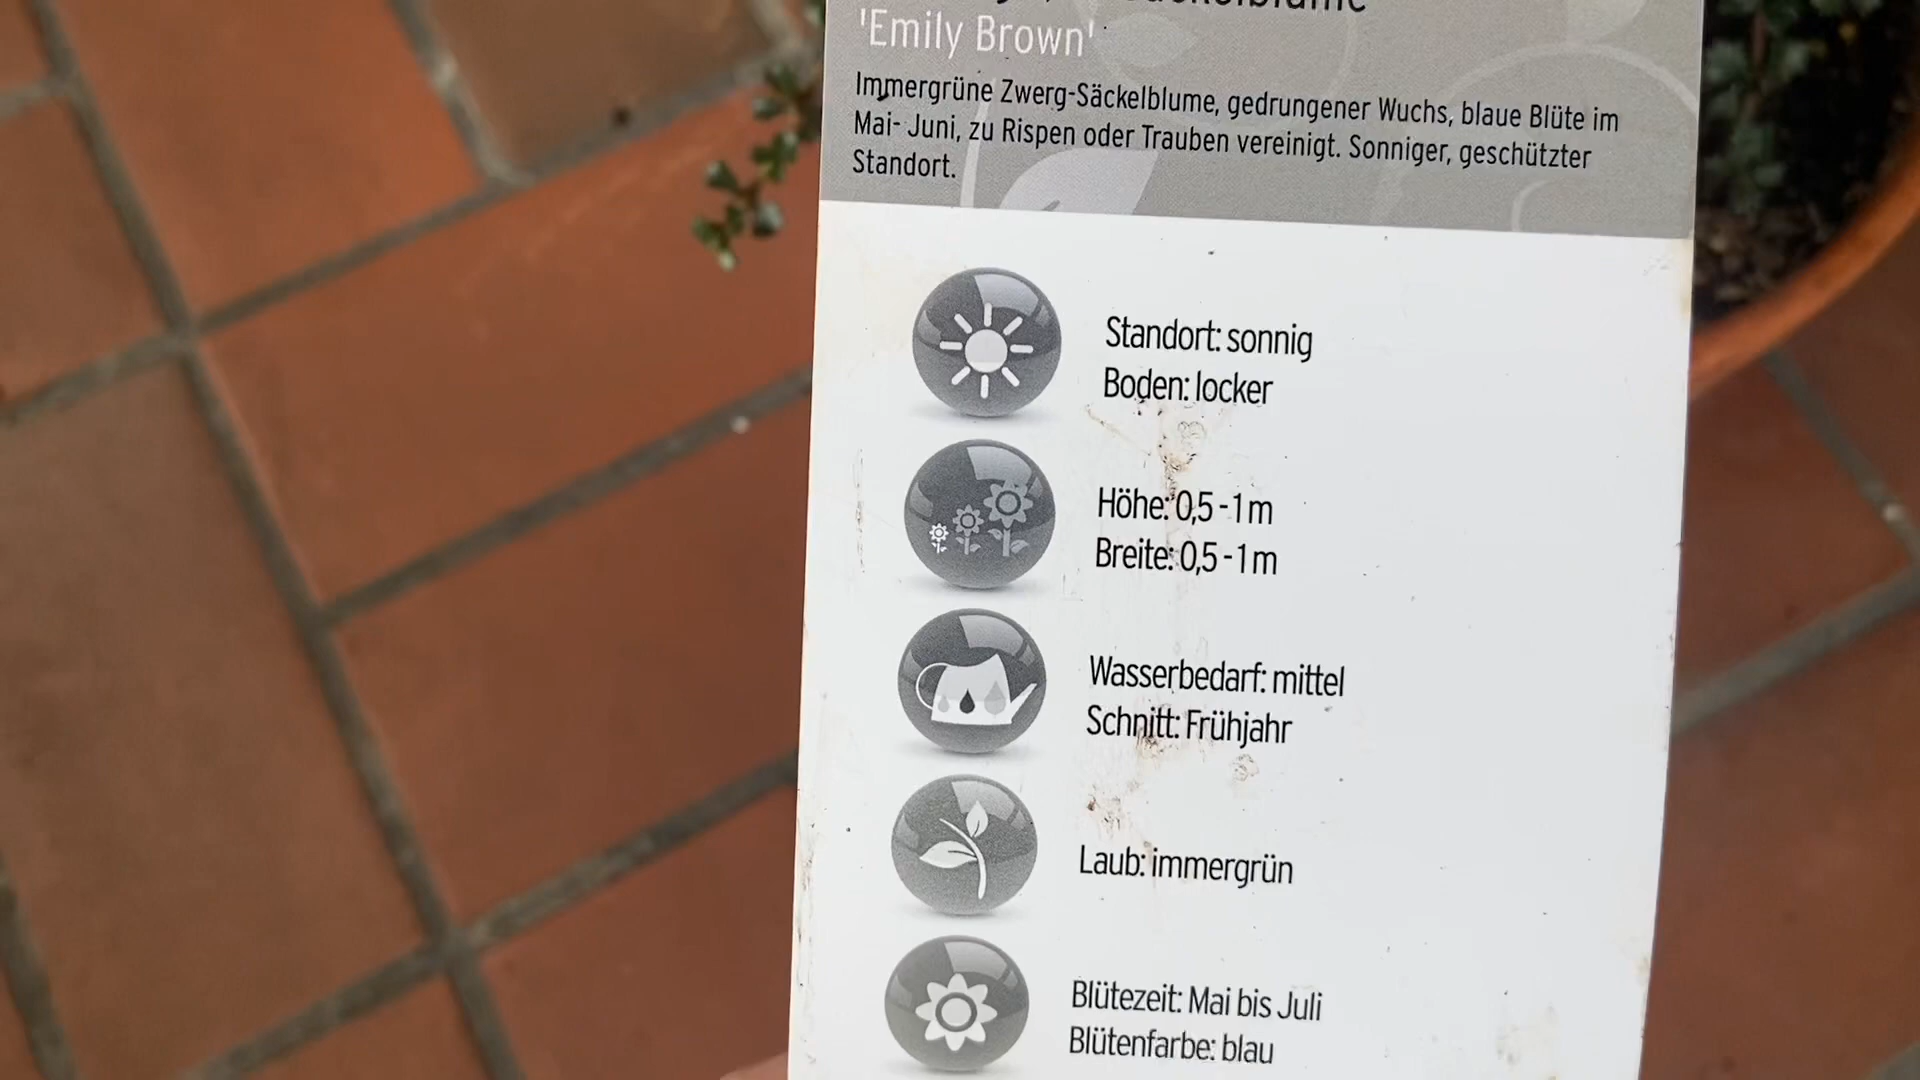 'Emily Brown'
Immergrüne Zwerg-Säckelblume, gedrungener Wuchs, blaue Blüte im
Mai- Juni, zu Rispen oder Trauben vereinigt. Sonniger, geschützter
Standort.
Standort: sonnig
Boden: locker
Höhe: 0,5 - 1 m
Breite: 0,5 - 1 m
Wasserbedarf: mittel
Schnitt: Frühjahr
Laub: immergrün
Blütezeit: Mai bis Juli
Blütenfarbe: blau